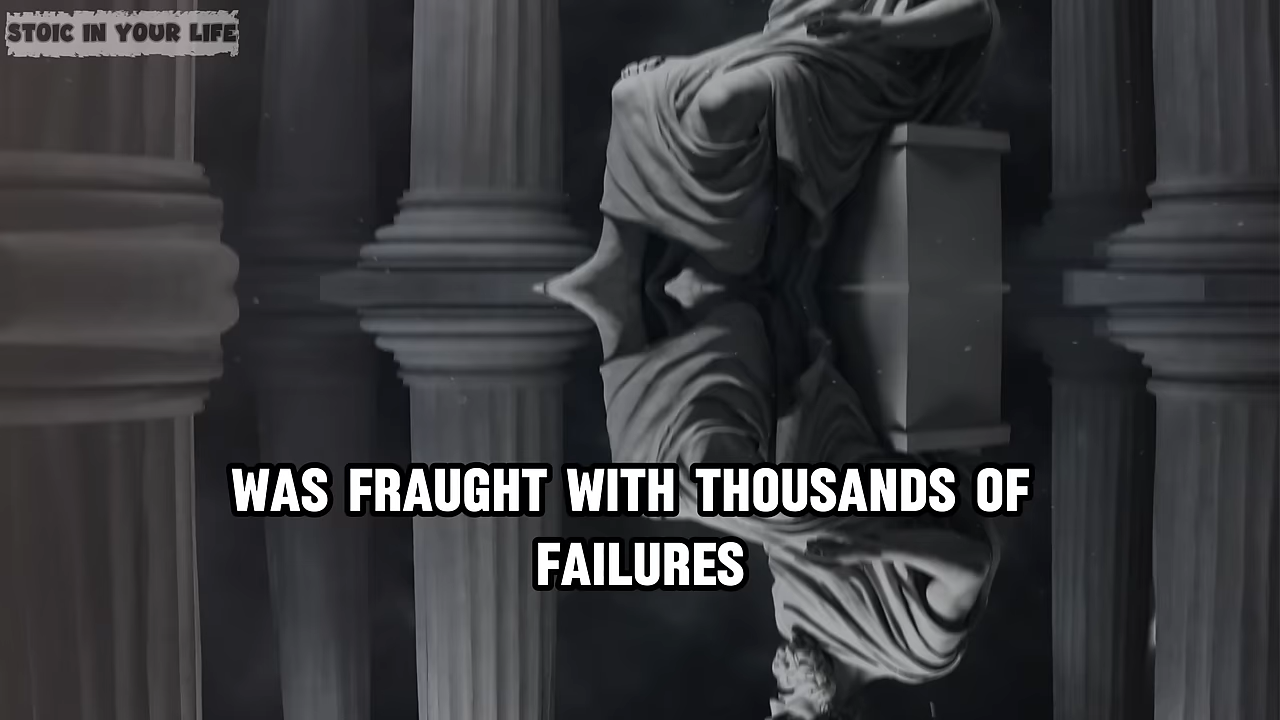 STOIC IN YOUR LIFE
WAS FRAUGHT WITH THOUSANDS OF
FAILURES